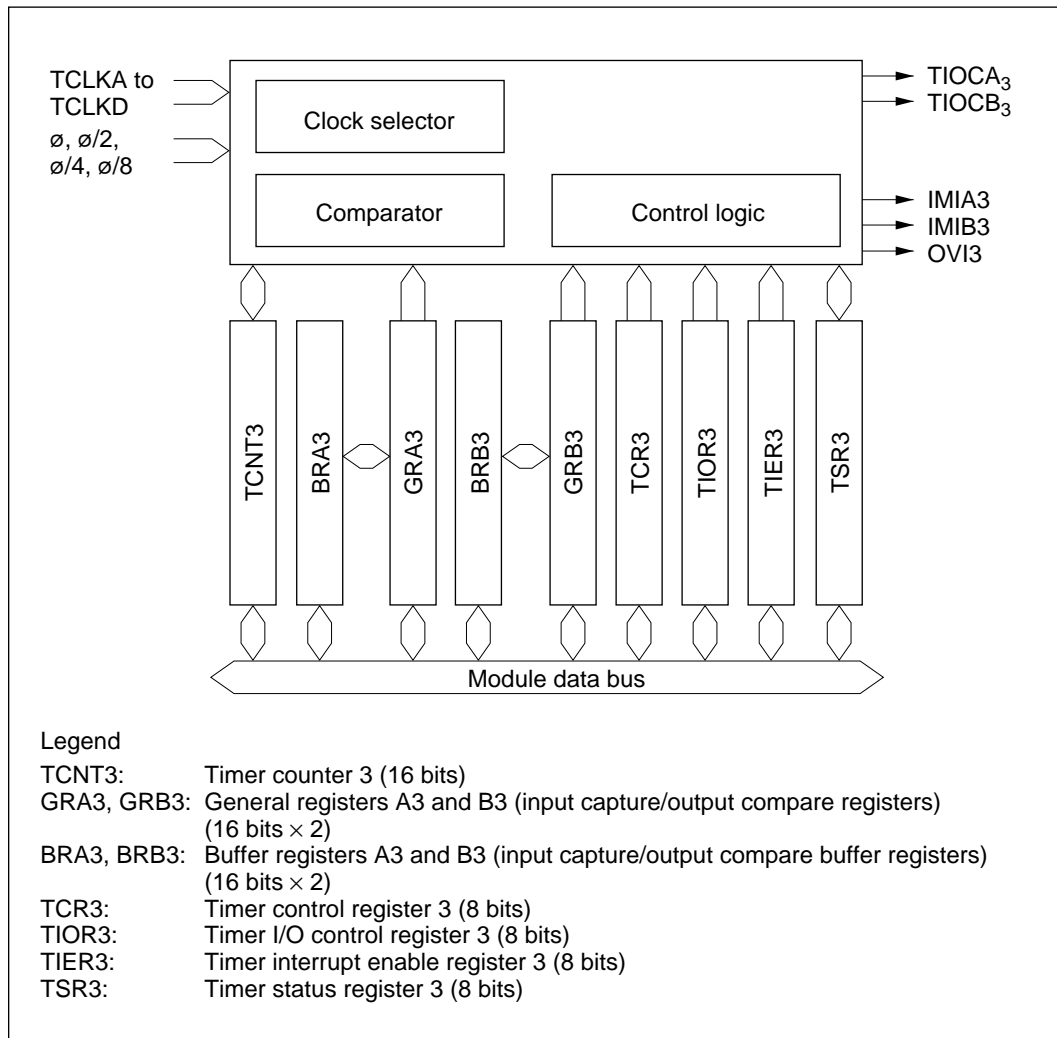 TCLKA to
TCLKD
ø, ø/2,
ø/4, ø/8
Clock selector
Comparator
Control logic
TIOCA3
TIOCB3
IMIA3
IMIB3
OVI3
TCNT3
BRA3
GRA3
BRB3
GRB3
TCR3
TIOR3
TIER3
TSR3
Module data bus
Legend
TCNT3: Timer counter 3 (16 bits)
GRA3, GRB3: General registers A3 and B3 (input capture/output compare registers)
(16 bits × 2)
BRA3, BRB3: Buffer registers A3 and B3 (input capture/output compare buffer registers)
(16 bits × 2)
TCR3: Timer control register 3 (8 bits)
TIOR3: Timer I/O control register 3 (8 bits)
TIER3: Timer interrupt enable register 3 (8 bits)
TSR3: Timer status register 3 (8 bits)